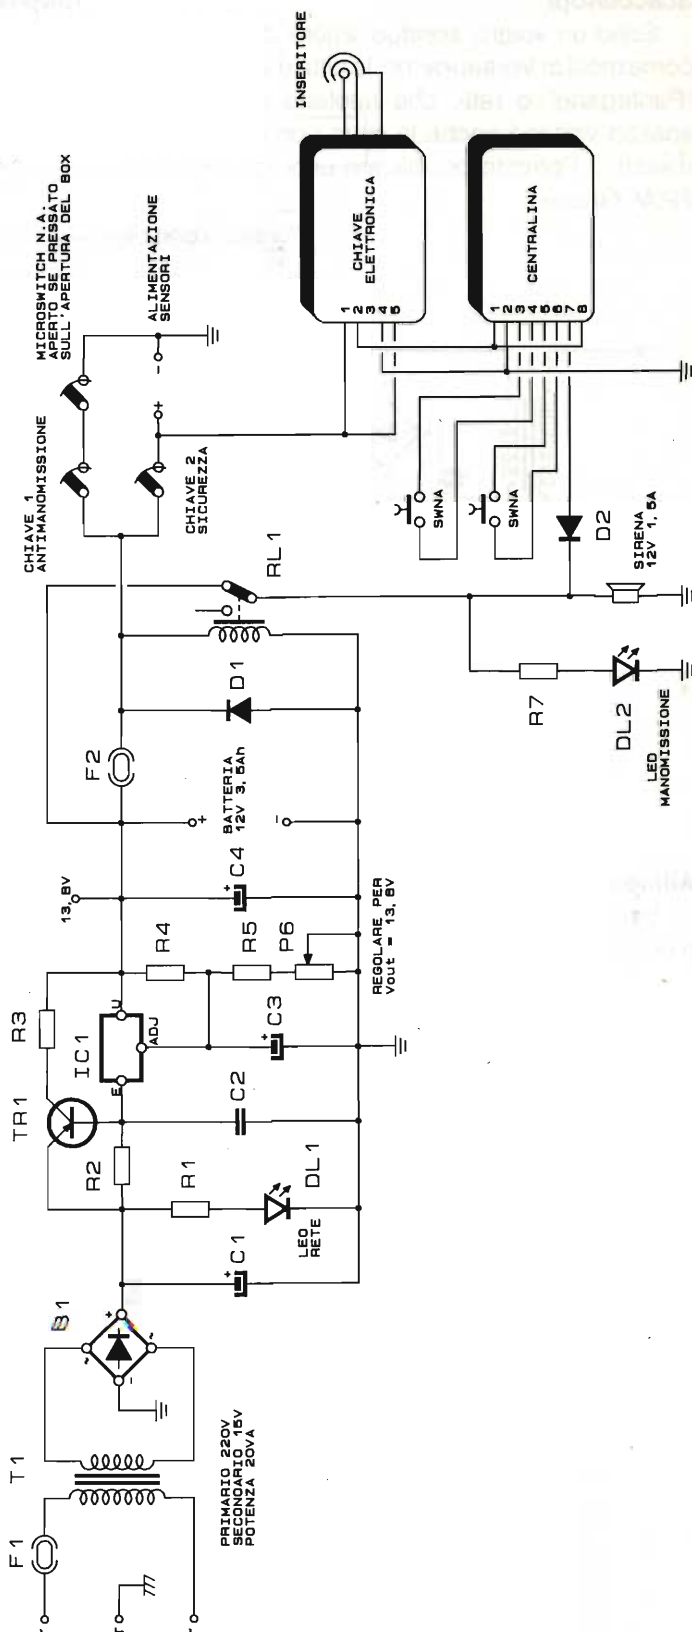 F1
T1
PRIMARIO 220V
SECONDARIO 15V
POTENZA 20VA
B1
+
-
~
~
C1
+
R1
LED
RETE
DL1
R2
TR1
R3
IC1
E
U
ADJ
C2
C3
+
R4
R5
P6
REGOLARE PER
Vout = 13,8V
13,8V
C4
+
+
BATTERIA
12V 3,5Ah
-
F2
D1
RL1
CHIAVE 1
ANTIMANOMISSIONE
MICROSWITCH N.A.
APERTO SE PRESSATO
SULL'APERTURA DEL BOX
CHIAVE 2
SICUREZZA
+
-
ALIMENTAZIONE
SENSORI
INSERITORE
CHIAVE
ELETTRONICA
1
2
3
4
5
CENTRALINA
1
2
3
4
5
6
7
8
SWNA
SWNA
D2
SIRENA
12V 1,5A
R7
DL2
LED
MANOMISSIONE